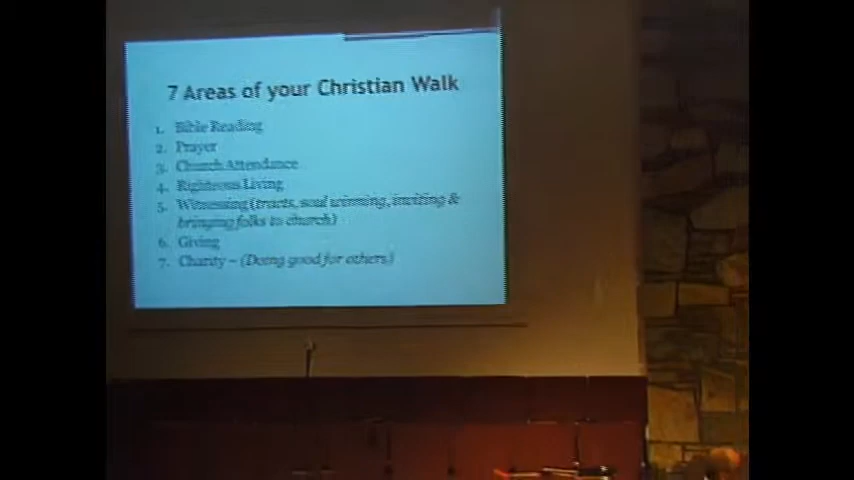 7 Areas of your Christian Walk
1. Bible Reading
2. Prayer
3. Church Attendance
4. Righteous Living
5. Witnessing (tracts, soul winning, inviting &
bringing folks to church)
6. Giving
7. Charity – (Doing good for others)